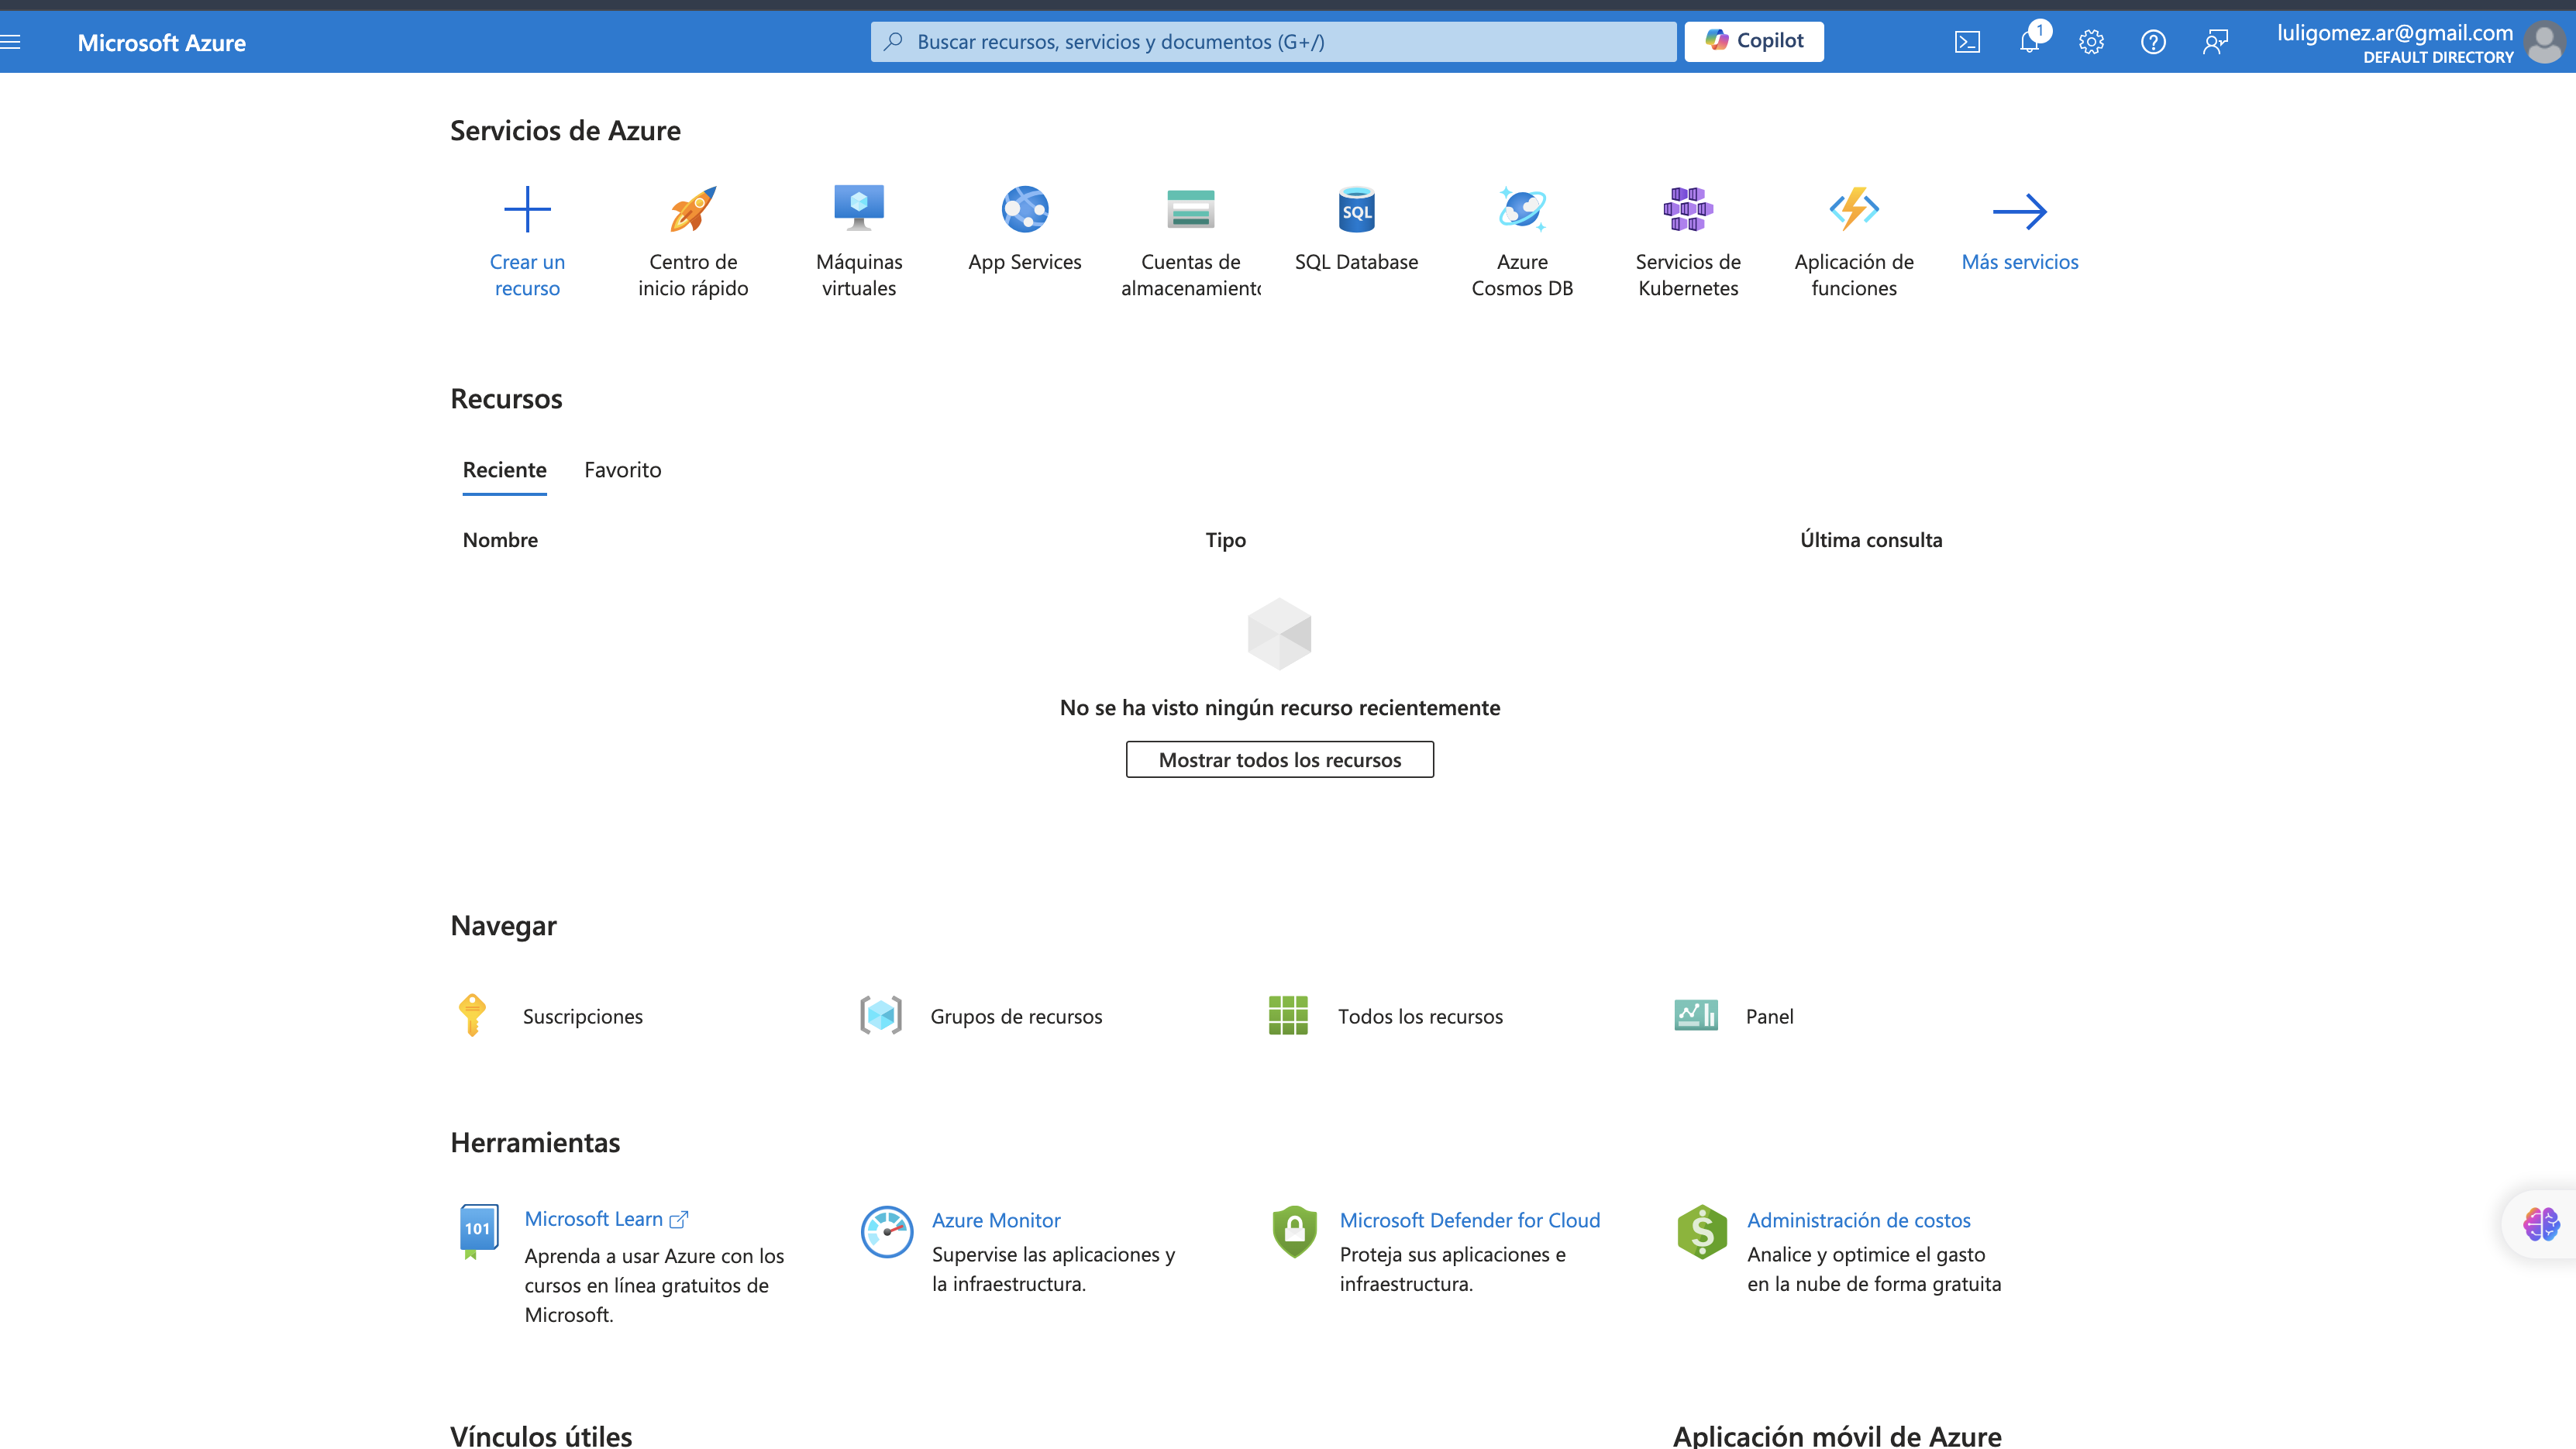 Microsoft Azure
Buscar recursos, servicios y documentos (G+/)
Copilot
1
luligomez.ar@gmail.com
DEFAULT DIRECTORY
Servicios de Azure
Crear un
recurso
Centro de
inicio rápido
Máquinas
virtuales
App Services
Cuentas de
almacenamiento
SQL
SQL Database
Azure
Cosmos DB
Servicios de
Kubernetes
Aplicación de
funciones
Más servicios
Recursos
Reciente
Favorito
Nombre
Tipo
Última consulta
No se ha visto ningún recurso recientemente
Mostrar todos los recursos
Navegar
Suscripciones
Grupos de recursos
Todos los recursos
Panel
Herramientas
101
Microsoft Learn
Aprenda a usar Azure con los
cursos en línea gratuitos de
Microsoft.
Azure Monitor
Supervise las aplicaciones y
la infraestructura.
Microsoft Defender for Cloud
Proteja sus aplicaciones e
infraestructura.
Administración de costos
Analice y optimice el gasto
en la nube de forma gratuita
Vínculos útiles
Aplicación móvil de Azure